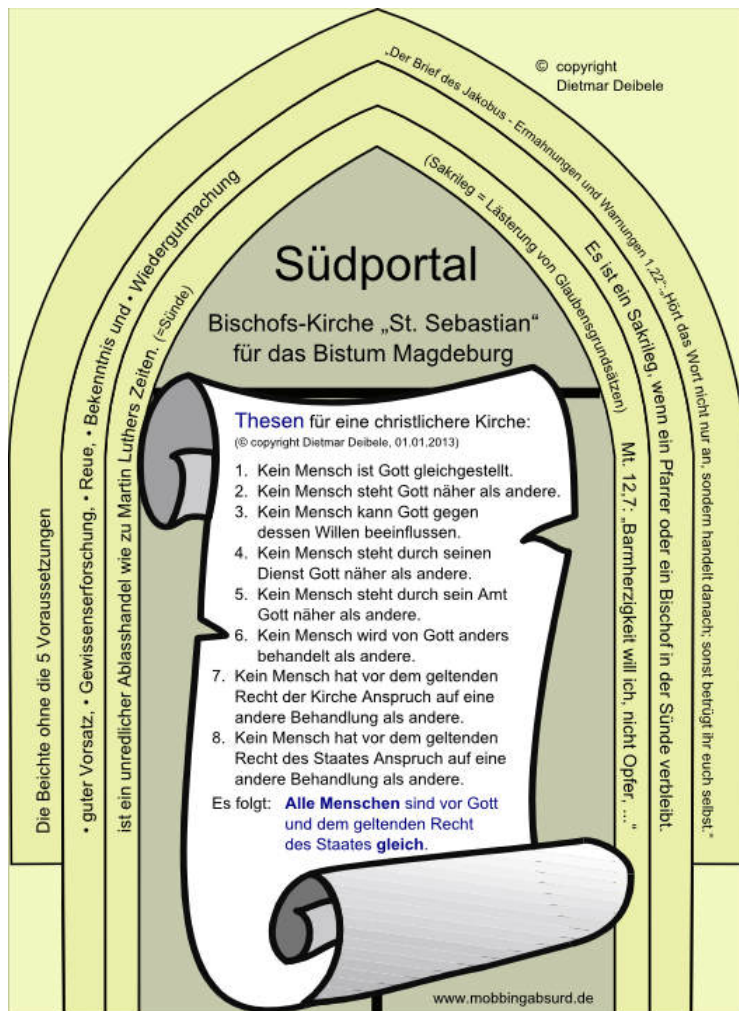 © copyright
Dietmar Deibele
„Der Brief des Jakobus - Ermahnungen und Warnungen 1,22“: „Hört das Wort nicht nur an, sondern handelt danach; sonst betrügt ihr euch selbst.“
Es ist ein Sakrileg, wenn ein Pfarrer oder ein Bischof in der Sünde verbleibt.
(Sakrileg = Lästerung von Glaubensgrundsätzen)
Mt. 12,7: „Barmherzigkeit will ich, nicht Opfer, ...“
Die Beichte ohne die 5 Voraussetzungen
• guter Vorsatz, • Gewissenserforschung, • Reue, • Bekenntnis und • Wiedergutmachung
ist ein unredlicher Ablasshandel wie zu Martin Luthers Zeiten. (=Sünde)
Südportal
Bischofs-Kirche „St. Sebastian“
für das Bistum Magdeburg
Thesen für eine christlichere Kirche:
(© copyright Dietmar Deibele, 01.01.2013)
1. Kein Mensch ist Gott gleichgestellt.
2. Kein Mensch steht Gott näher als andere.
3. Kein Mensch kann Gott gegen
dessen Willen beeinflussen.
4. Kein Mensch steht durch seinen
Dienst Gott näher als andere.
5. Kein Mensch steht durch sein Amt
Gott näher als andere.
6. Kein Mensch wird von Gott anders
behandelt als andere.
7. Kein Mensch hat vor dem geltenden
Recht der Kirche Anspruch auf eine
andere Behandlung als andere.
8. Kein Mensch hat vor dem geltenden
Recht des Staates Anspruch auf eine
andere Behandlung als andere.
Es folgt: Alle Menschen sind vor Gott
und dem geltenden Recht
des Staates gleich.
www.mobbingabsurd.de